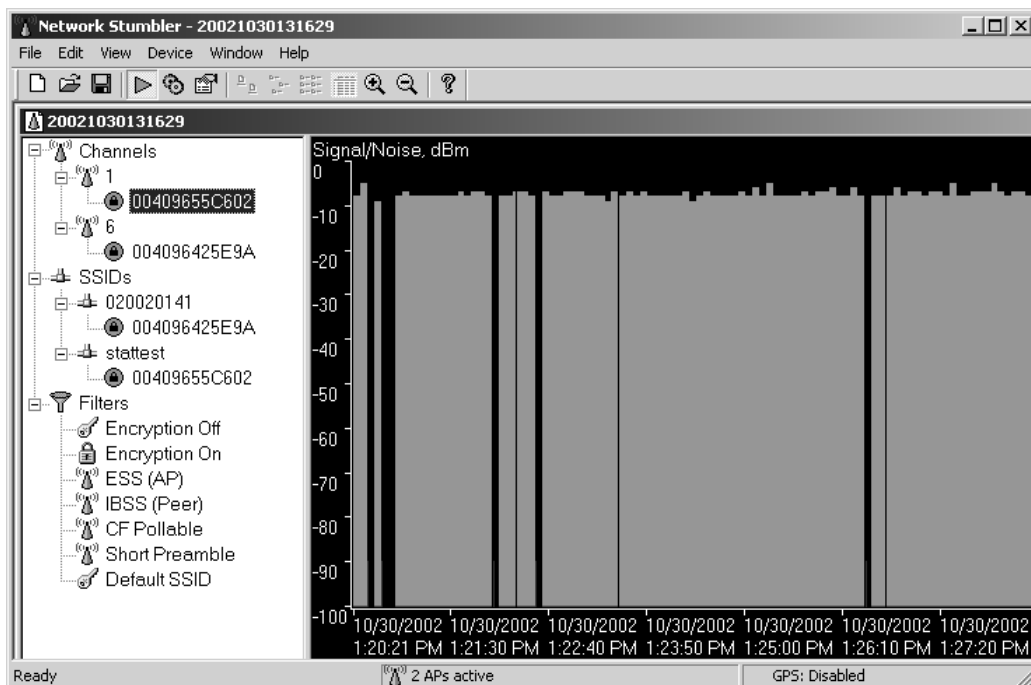 Network Stumbler - 20021030131629
File Edit View Device Window Help
20021030131629
Channels
1
00409655C602
6
004096425E9A
SSIDs
020020141
004096425E9A
stattest
00409655C602
Filters
Encryption Off
Encryption On
ESS (AP)
IBSS (Peer)
CF Pollable
Short Preamble
Default SSID
Signal/Noise, dBm
0
-10
-20
-30
-40
-50
-60
-70
-80
-90
-100
10/30/2002 10/30/2002 10/30/2002 10/30/2002 10/30/2002 10/30/2002 10/30/2002
1:20:21 PM 1:21:30 PM 1:22:40 PM 1:23:50 PM 1:25:00 PM 1:26:10 PM 1:27:20 PM
Ready 2 APs active GPS: Disabled